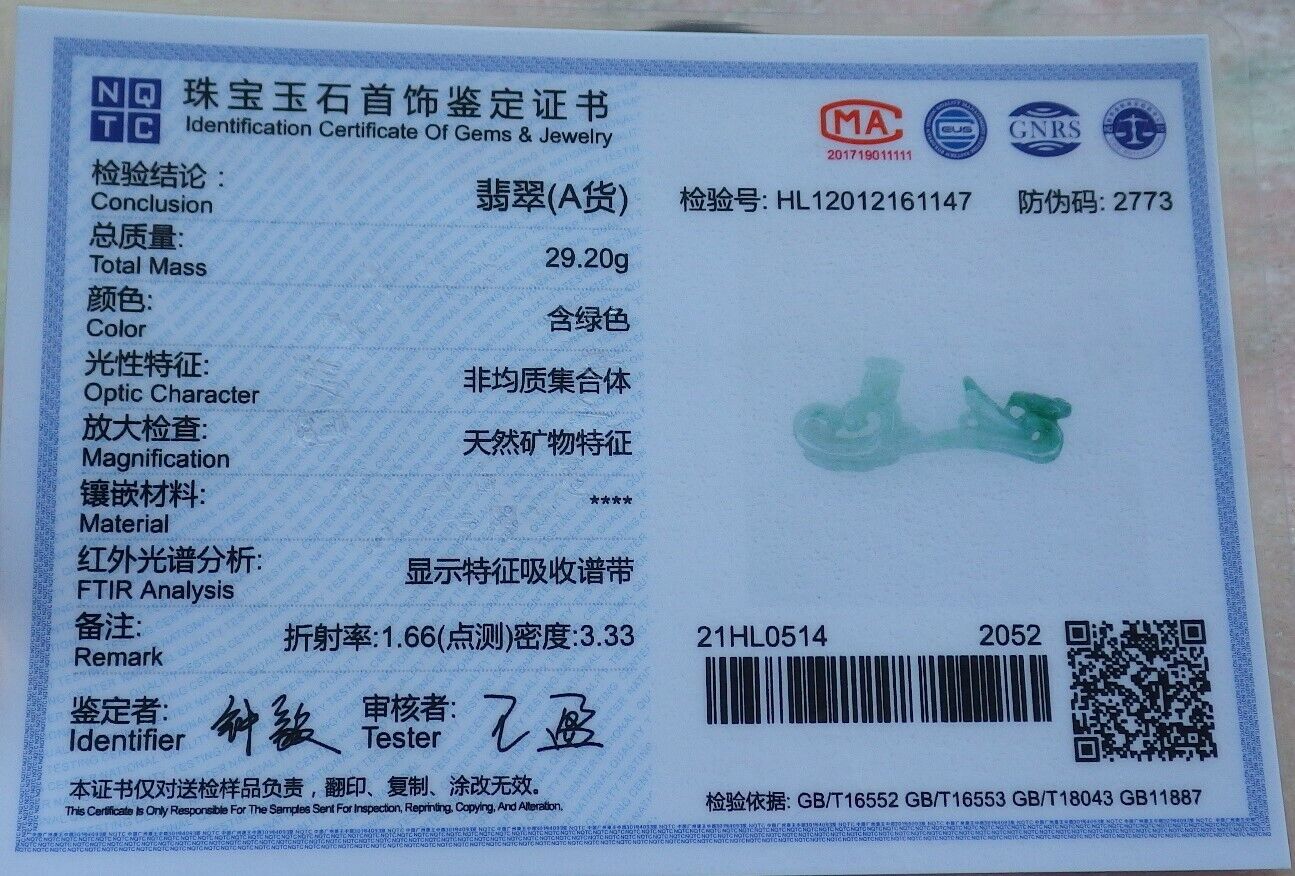 NQ
TC
珠宝玉石首饰鉴定证书
Identification Certificate Of Gems & Jewelry
检验结论：
Conclusion
翡翠(A货)
总质量:
Total Mass
29.20g
颜色:
Color
含绿色
光性特征:
Optic Character
非均质集合体
放大检查:
Magnification
天然矿物特征
镶嵌材料:
Material
****
红外光谱分析:
FTIR Analysis
显示特征吸收谱带
备注:
Remark
折射率:1.66(点测)密度:3.33
鉴定者:
Identifier
钟敏
审核者:
Tester
王盈
本证书仅对送检样品负责，翻印、复制、涂改无效。
This Certificate Is Only Responsible For The Samples Sent For Inspection, Reprinting, Copying, And Alteration.
MA
201719011111
EUS
GNRS
检验号: HL12012161147 防伪码: 2773
21HL0514 2052
检验依据: GB/T16552 GB/T16553 GB/T18043 GB11887